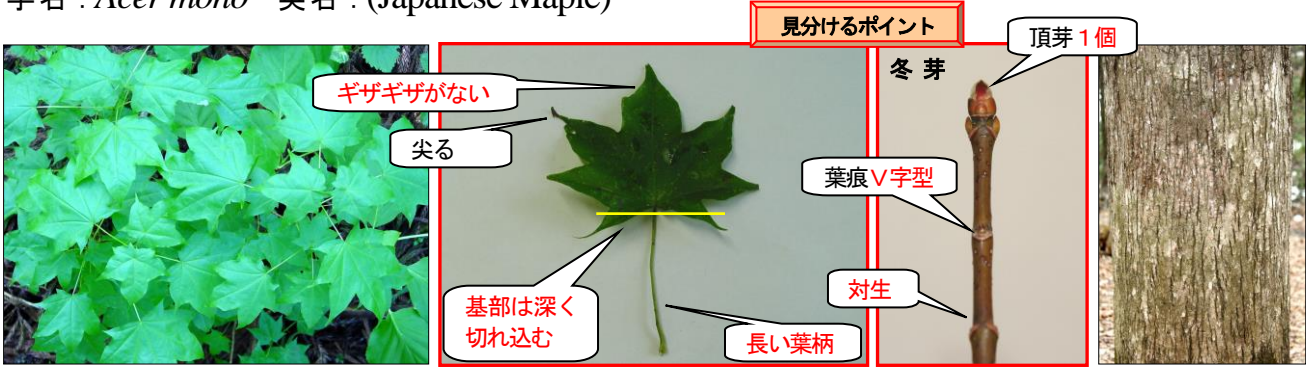 学名：Acer mono 英名：(Japanese Maple)
見分けるポイント
ギザギザがない
尖る
基部は深く
切れ込む
長い葉柄
冬 芽
頂芽１個
葉痕Ｖ字型
対生